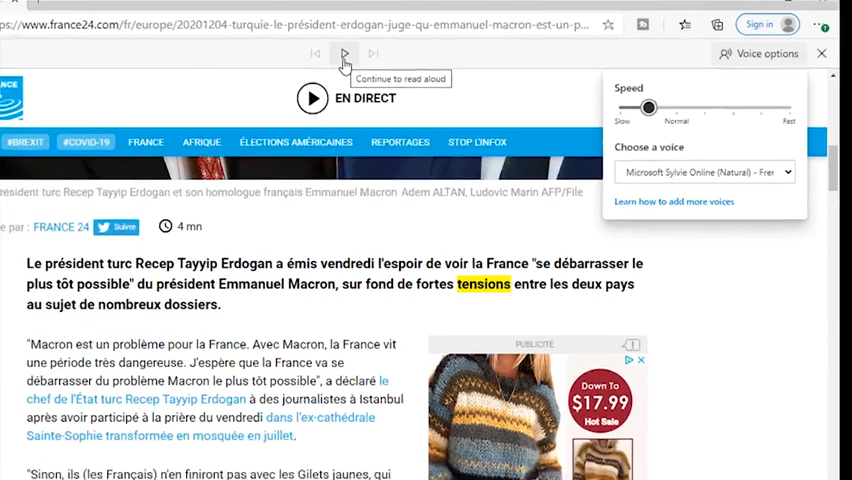 ps://www.france24.com/fr/europe/20201204-turquie-le-président-erdogan-juge-qu-emmanuel-macron-est-un-p...
Sign in
Voice options
Continue to read aloud
Speed
Slow
Normal
Fast
Choose a voice
Microsoft Sylvie Online (Natural) - Frer
Learn how to add more voices
EN DIRECT
#BREXIT
#COVID-19
FRANCE
AFRIQUE
ÉLECTIONS AMÉRICAINES
REPORTAGES
STOP L'INFOX
résident turc Recep Tayyip Erdogan et son homologue français Emmanuel Macron Adem ALTAN, Ludovic Marin AFP/File
e par : FRANCE 24
Suivre
4 mn
Le président turc Recep Tayyip Erdogan a émis vendredi l'espoir de voir la France "se débarrasser le
plus tôt possible" du président Emmanuel Macron, sur fond de fortes tensions entre les deux pays
au sujet de nombreux dossiers.
"Macron est un problème pour la France. Avec Macron, la France vit
une période très dangereuse. J'espère que la France va se
débarrasser du problème Macron le plus tôt possible", a déclaré le
chef de l'État turc Recep Tayyip Erdogan à des journalistes à Istanbul
après avoir participé à la prière du vendredi dans l'ex-cathédrale
Sainte-Sophie transformée en mosquée en juillet.
"Sinon, ils (les Français) n'en finiront pas avec les Gilets jaunes, qui
PUBLICITÉ
Down To
$17.99
Hot Sale